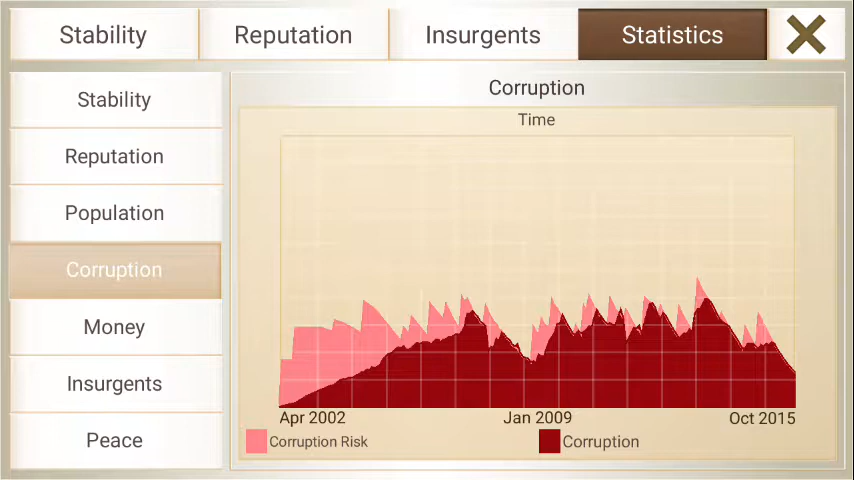 Stability Reputation Insurgents Statistics
Stability
Reputation
Population
Corruption
Money
Insurgents
Peace
Corruption
Time
Apr 2002 Jan 2009 Oct 2015
Corruption Risk Corruption